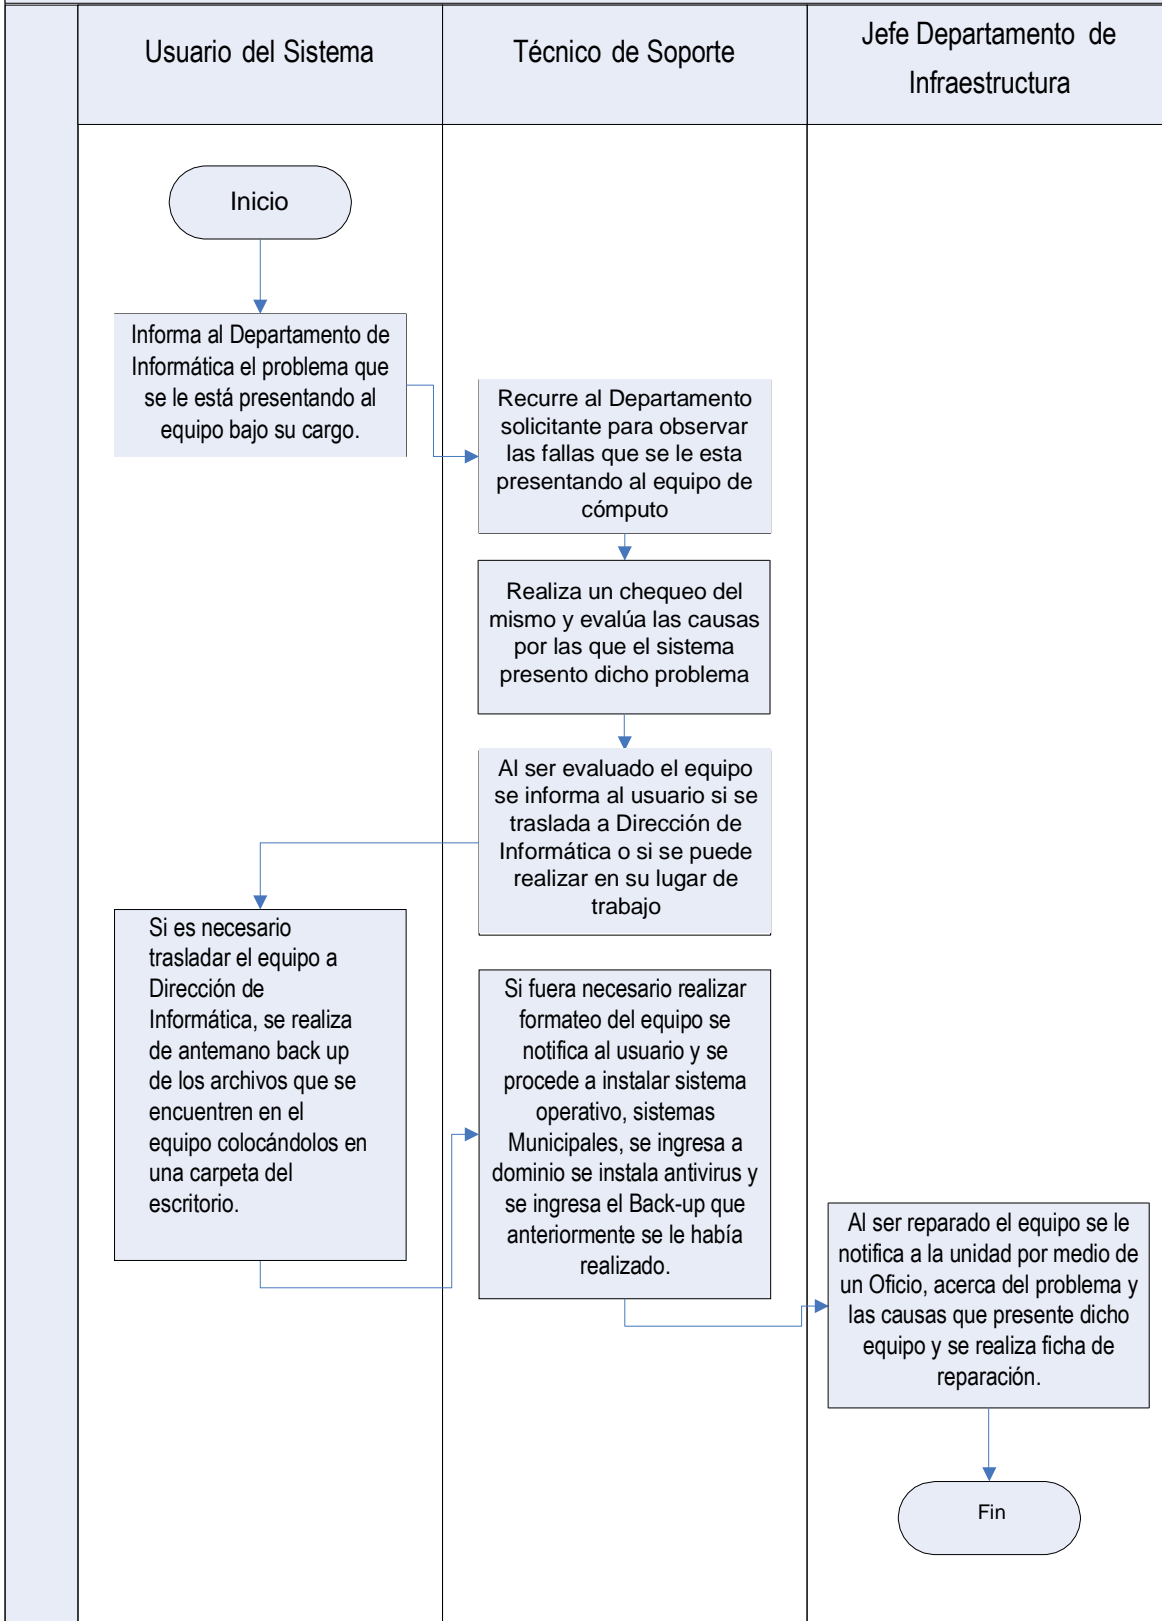 Usuario del Sistema
Técnico de Soporte
Jefe Departamento de
Infraestructura
Inicio
Informa al Departamento de
Informática el problema que
se le está presentando al
equipo bajo su cargo.
Recurre al Departamento
solicitante para observar
las fallas que se le esta
presentando al equipo de
cómputo
Realiza un chequeo del
mismo y evalúa las causas
por las que el sistema
presento dicho problema
Al ser evaluado el equipo
se informa al usuario si se
traslada a Dirección de
Informática o si se puede
realizar en su lugar de
trabajo
Si es necesario
trasladar el equipo a
Dirección de
Informática, se realiza
de antemano back up
de los archivos que se
encuentren en el
equipo colocándolos en
una carpeta del
escritorio.
Si fuera necesario realizar
formateo del equipo se
notifica al usuario y se
procede a instalar sistema
operativo, sistemas
Municipales, se ingresa a
dominio se instala antivirus y
se ingresa el Back-up que
anteriormente se le había
realizado.
Al ser reparado el equipo se le
notifica a la unidad por medio de
un Oficio, acerca del problema y
las causas que presente dicho
equipo y se realiza ficha de
reparación.
Fin